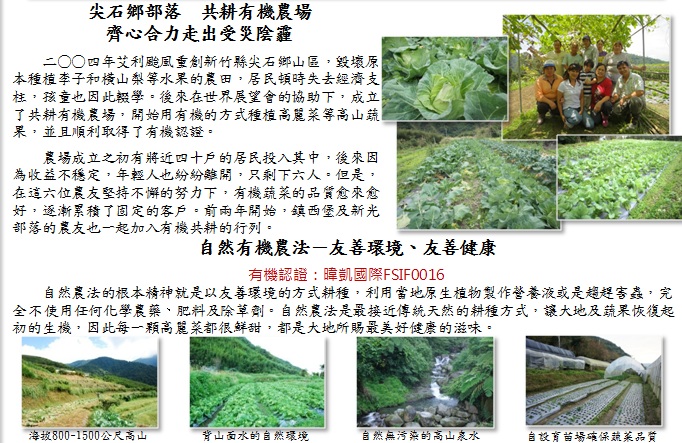 尖石鄉部落　共耕有機農場
齊心合力走出受災陰霾
二○○四年艾利颱風重創新竹縣尖石鄉山區，毀壞原
本種植李子和橫山梨等水果的農田，居民頓時失去經濟支
柱，孩童也因此輟學。後來在世界展望會的協助下，成立
了共耕有機農場，開始用有機的方式種植高麗菜等高山蔬
果，並且順利取得了有機認證。
農場成立之初有將近四十戶的居民投入其中，後來因
為收益不穩定，年輕人也紛紛離開，只剩下六人。但是，
在這六位農友堅持不懈的努力下，有機蔬菜的品質愈來愈
好，逐漸累積了固定的客戶。前兩年開始，鎮西堡及新光
部落的農友也一起加入有機共耕的行列。
自然有機農法－友善環境、友善健康
有機認證：暐凱國際FSIF0016
自然農法的根本精神就是以友善環境的方式耕種，利用當地原生植物製作營養液或是趕趕害蟲，完
全不使用任何化學農藥、肥料及除草劑。自然農法是最接近傳統天然的耕種方式，讓大地及蔬果恢復起
初的生機，因此每一顆高麗菜都很鮮甜，都是大地所賜最美好健康的滋味。
海拔800-1500公尺高山
背山面水的自然環境
自然無污染的高山泉水
自設育苗場確保蔬菜品質